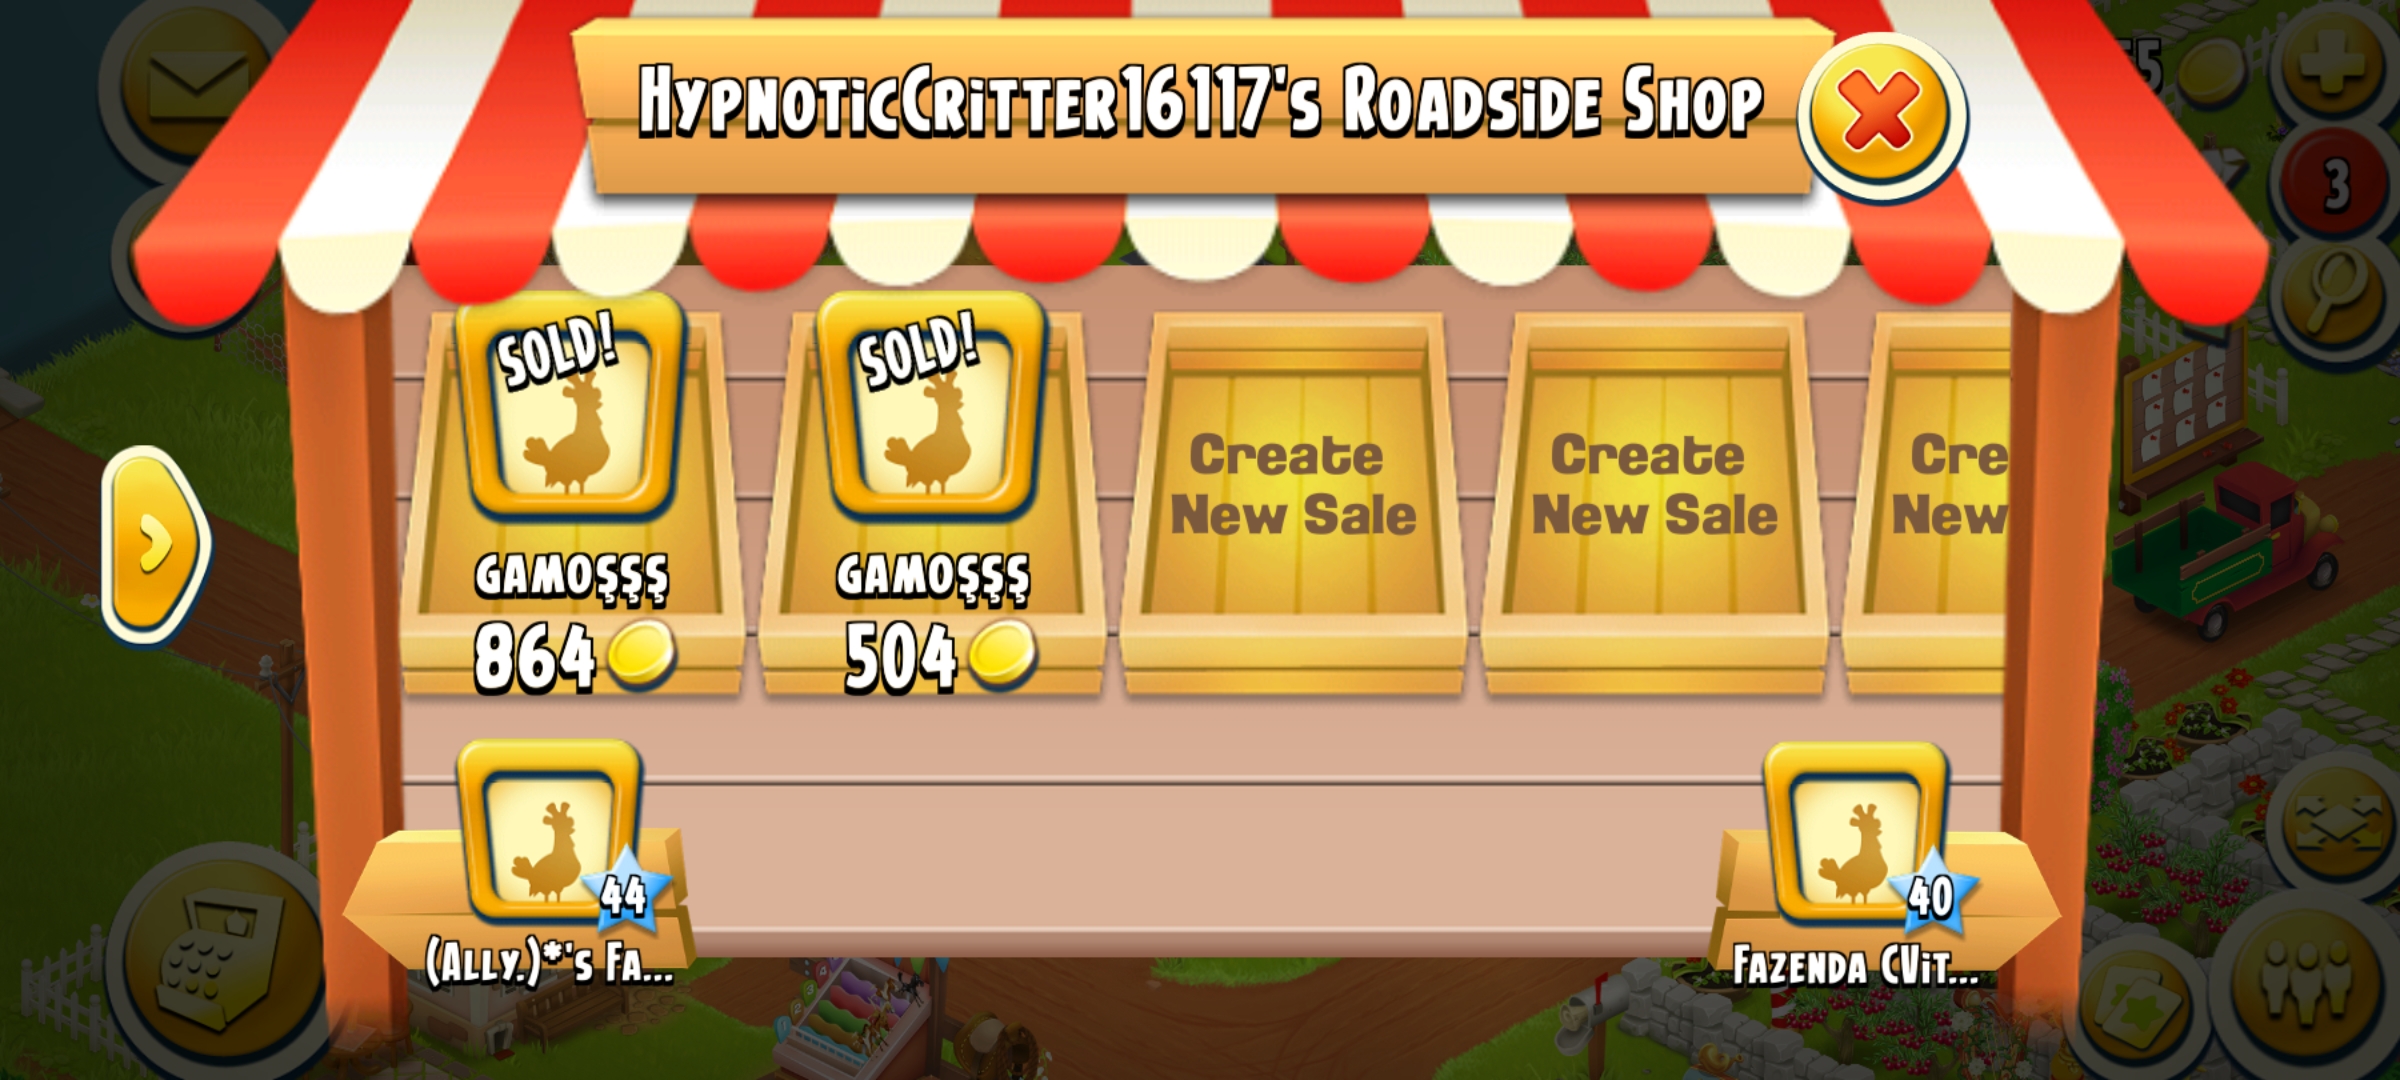 HypnoticCritter16117's Roadside Shop
3
SOLD!
SOLD!
Create
New Sale
Create
New Sale
Cre
New
GAMOŞŞŞ
864
GAMOŞŞŞ
504
44
(Ally.)*'s Fa...
40
Fazenda CVit...